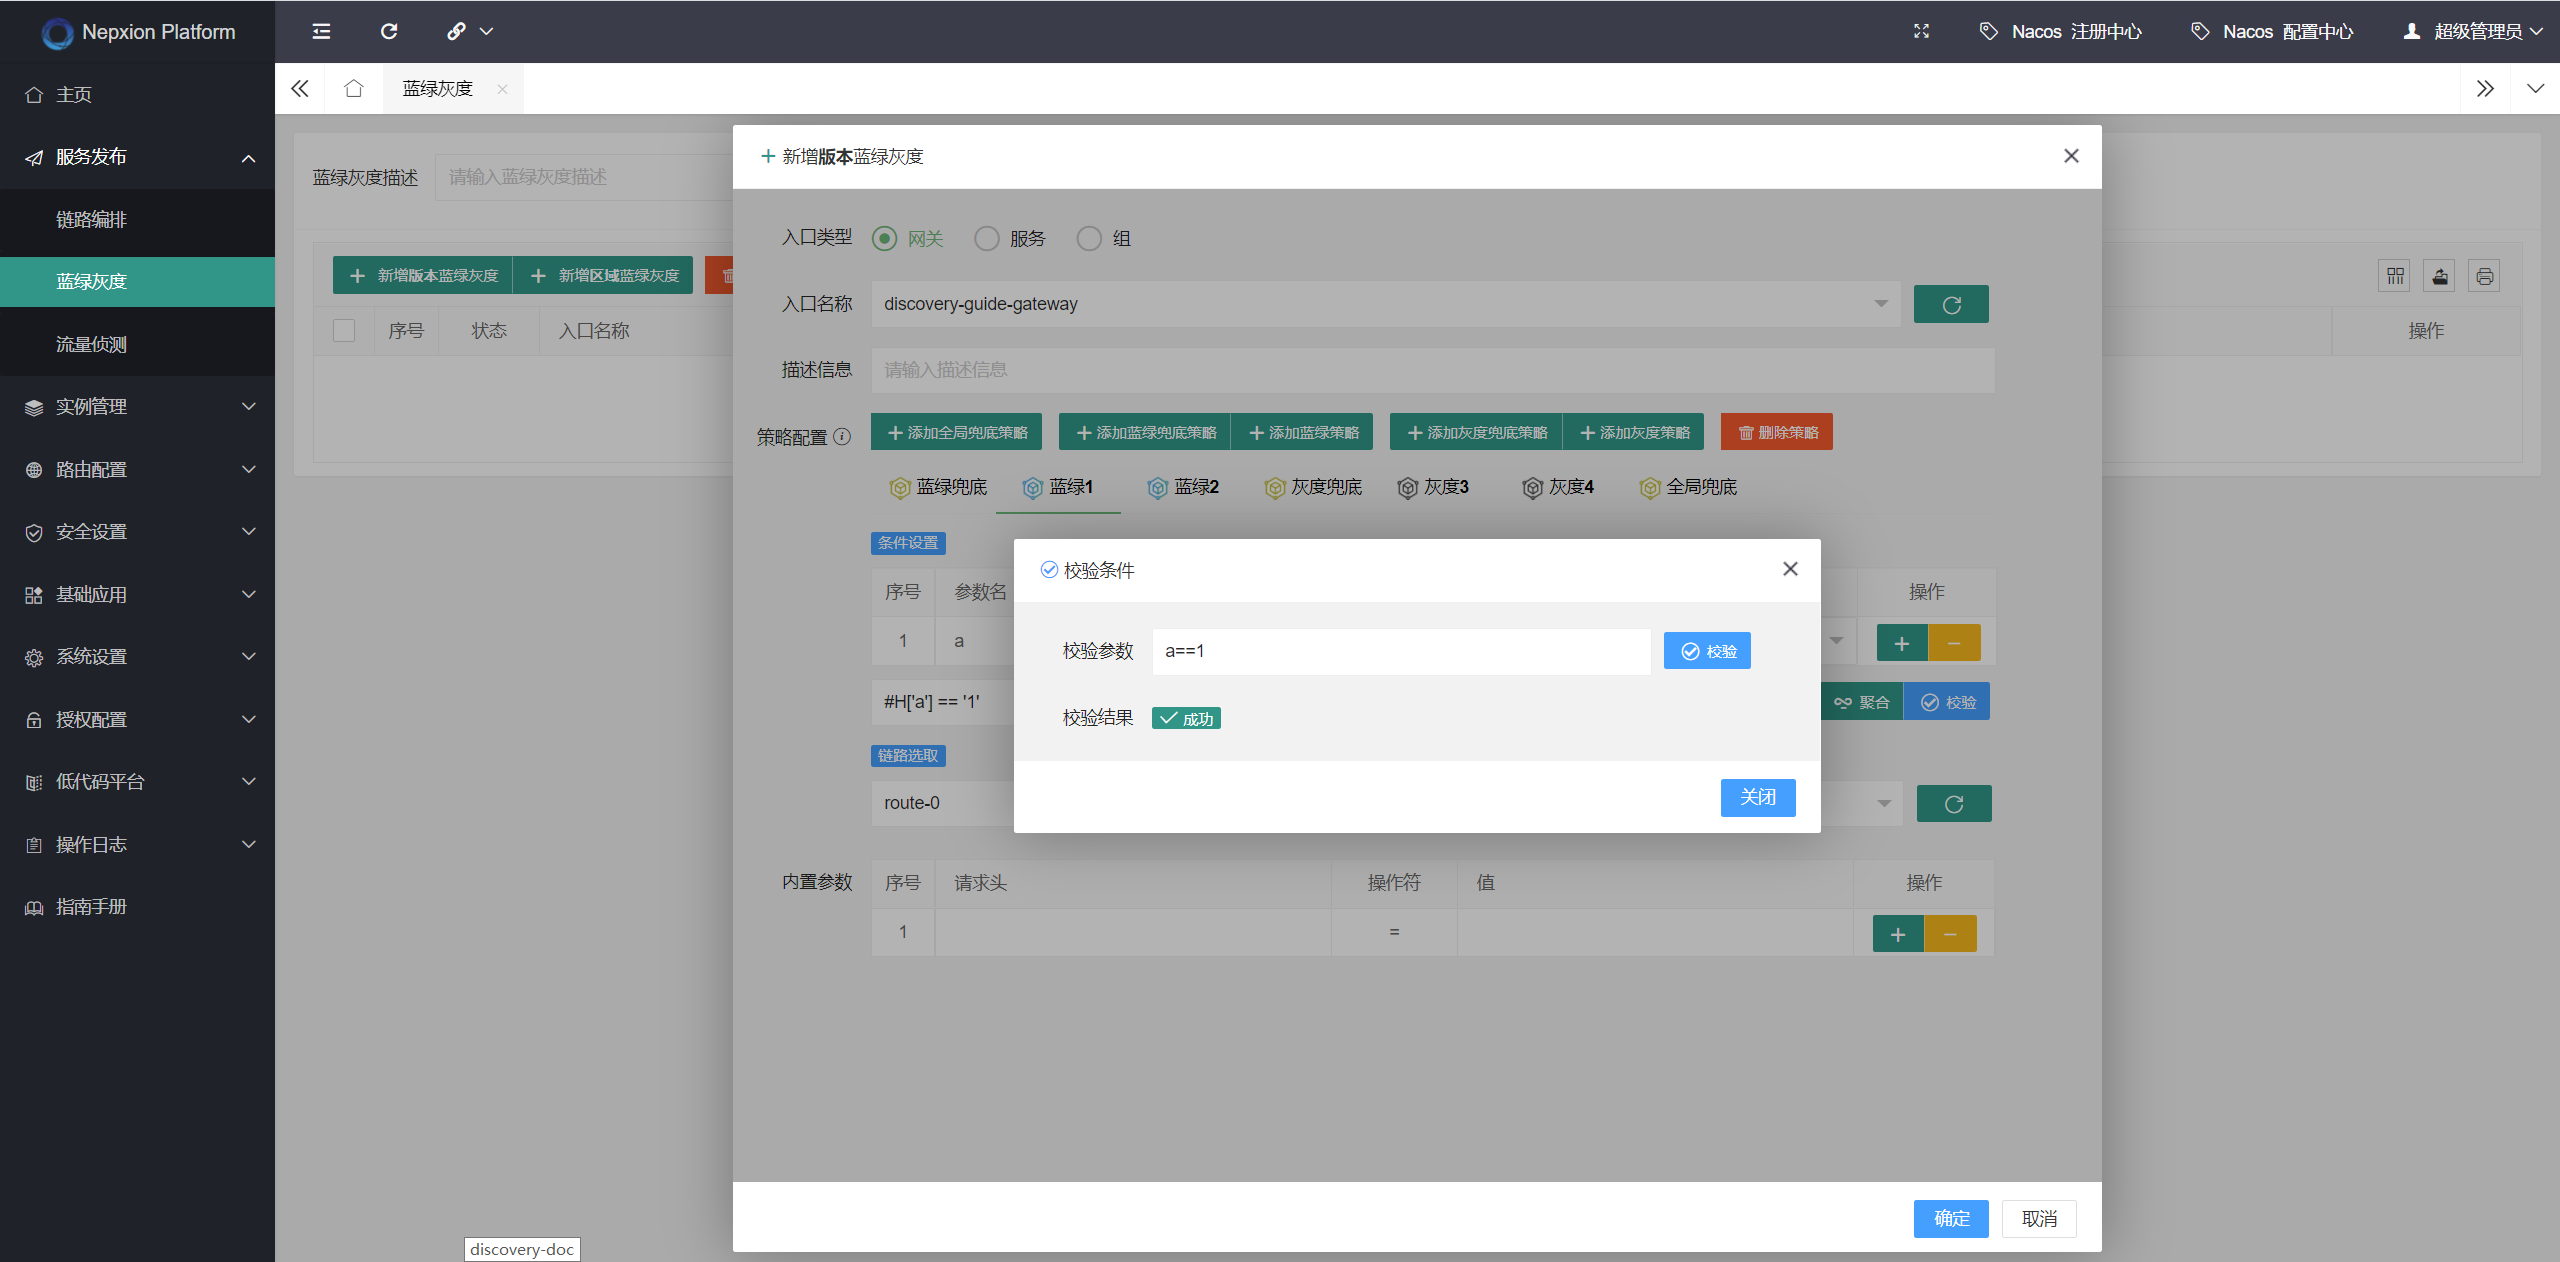 Nepxion Platform
Nacos 注册中心
Nacos 配置中心
超级管理员
主页
服务发布
链路编排
蓝绿灰度
流量侦测
实例管理
路由配置
安全设置
基础应用
系统设置
授权配置
低代码平台
操作日志
指南手册
蓝绿灰度
蓝绿灰度描述 请输入蓝绿灰度描述
新增版本蓝绿灰度 新增区域蓝绿灰度
序号 状态 入口名称 操作
新增版本蓝绿灰度
入口类型 网关 服务 组
入口名称 discovery-guide-gateway
描述信息 请输入描述信息
策略配置 添加全局兜底策略 添加蓝绿兜底策略 添加蓝绿策略 添加灰度兜底策略 添加灰度策略 删除策略
蓝绿兜底 蓝绿1 蓝绿2 灰度兜底 灰度3 灰度4 全局兜底
条件设置
序号 参数名 操作
1 a
#H['a'] == '1' 聚合 校验
链路选取
route-0
校验条件
校验参数 a==1 校验
校验结果 成功
关闭
内置参数 序号 请求头 操作符 值 操作
1 =
确定 取消
discovery-doc